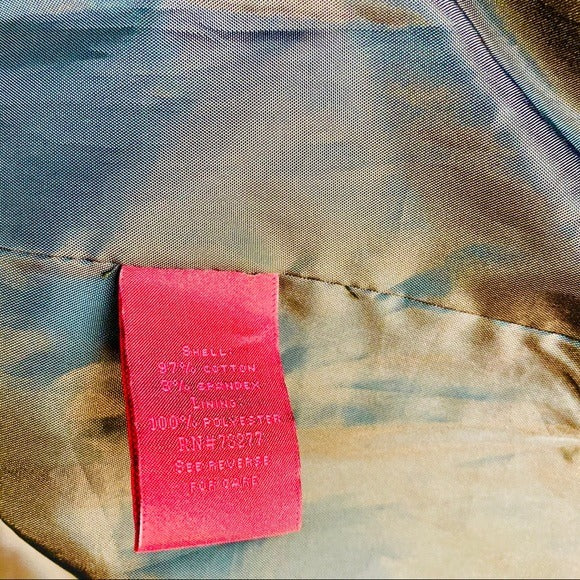 SHELL:
97% COTTON
3% SPANDEX
LINING:
100% POLYESTER
RN#73277
SEE REVERSE
FOR CARE